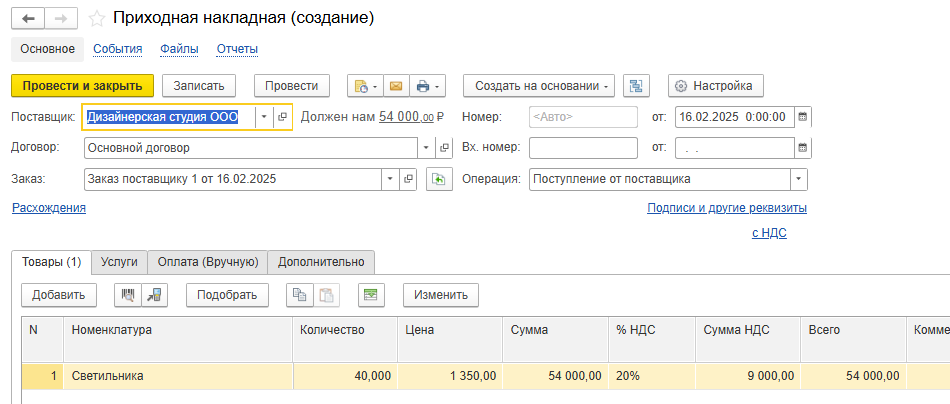 Приходная накладная (создание)
Основное События Файлы Отчеты
Провести и закрыть Записать Провести Создать на основании Настройка
Поставщик: Дизайнерская студия ООО Должен нам 54 000,00 ₽ Номер: <Авто> от: 16.02.2025 0:00:00
Договор: Основной договор Вх. номер: от: . .
Заказ: Заказ поставщику 1 от 16.02.2025 Операция: Поступление от поставщика
Расхождения Подписи и другие реквизиты
с НДС
Товары (1) Услуги Оплата (Вручную) Дополнительно
Добавить Подобрать Изменить
N Номенклатура Количество Цена Сумма % НДС Сумма НДС Всего Комме
1 Светильника 40,000 1 350,00 54 000,00 20% 9 000,00 54 000,00